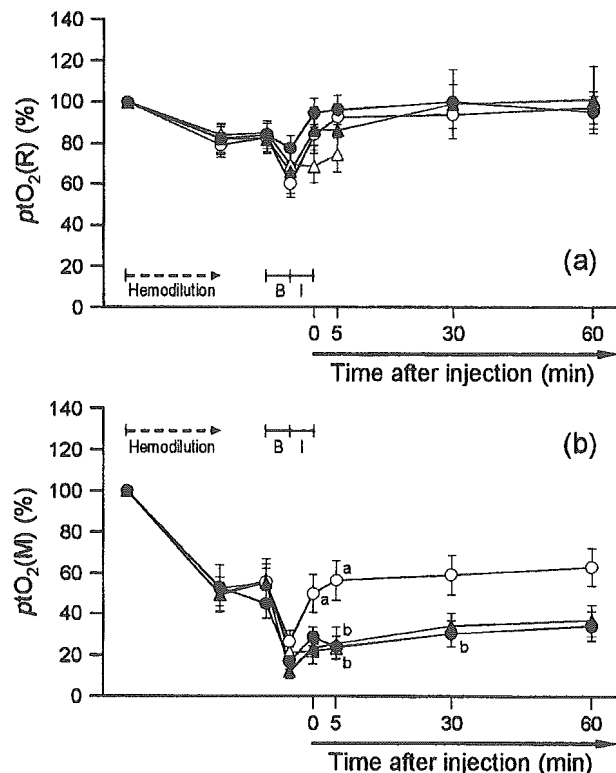 140
120
100
80
60
40
20
0
ptO₂(R) (%)
(a)
Hemodilution
B I
0 5 30 60
Time after injection (min)
140
120
100
80
60
40
20
0
ptO₂(M) (%)
(b)
Hemodilution
B I
a
a
b
b
b
0 5 30 60
Time after injection (min)